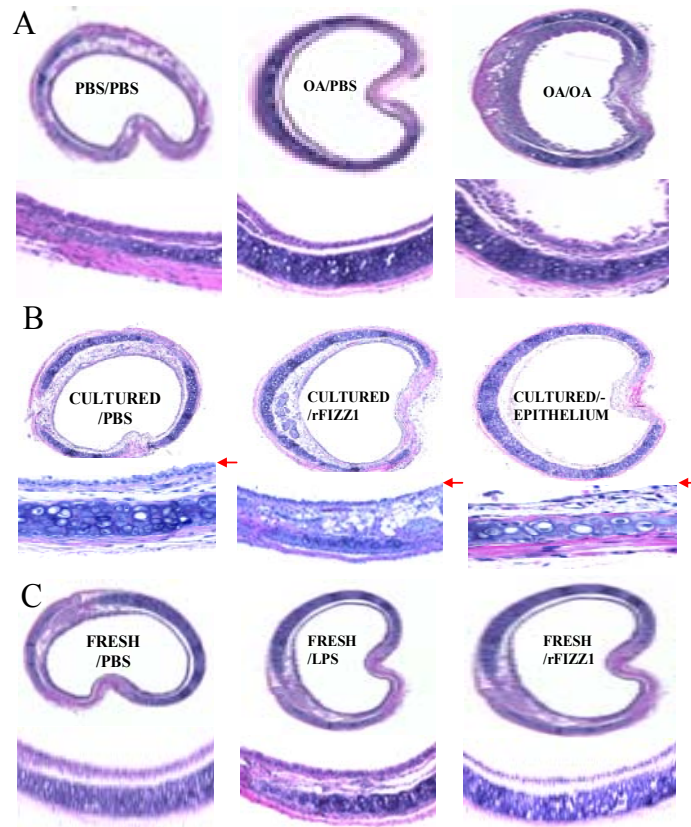 A
PBS/PBS
OA/PBS
OA/OA
B
CULTURED
/PBS
CULTURED
/rFIZZ1
CULTURED/-
EPITHELIUM
C
FRESH
/PBS
FRESH
/LPS
FRESH
/rFIZZ1